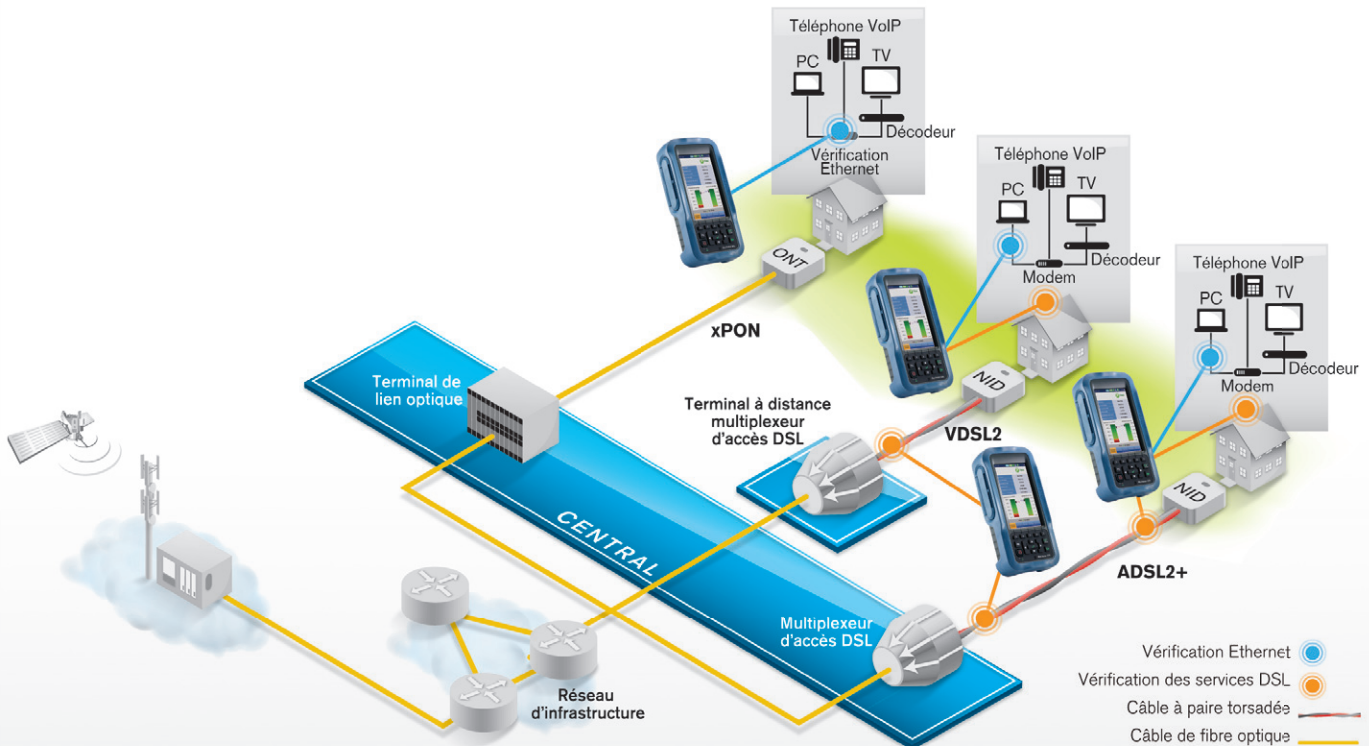 Téléphone VoIP
PC
TV
Décodeur
Vérification
Ethernet
ONT
xPON
Téléphone VoIP
PC
TV
Décodeur
Modem
NID
VDSL2
Téléphone VoIP
PC
TV
Décodeur
Modem
NID
ADSL2+
Terminal de
lien optique
Terminal à distance
multiplexeur
d'accès DSL
CENTRAL
Multiplexeur
d'accès DSL
Réseau
d'infrastructure
Vérification Ethernet
Vérification des services DSL
Câble à paire torsadée
Câble de fibre optique